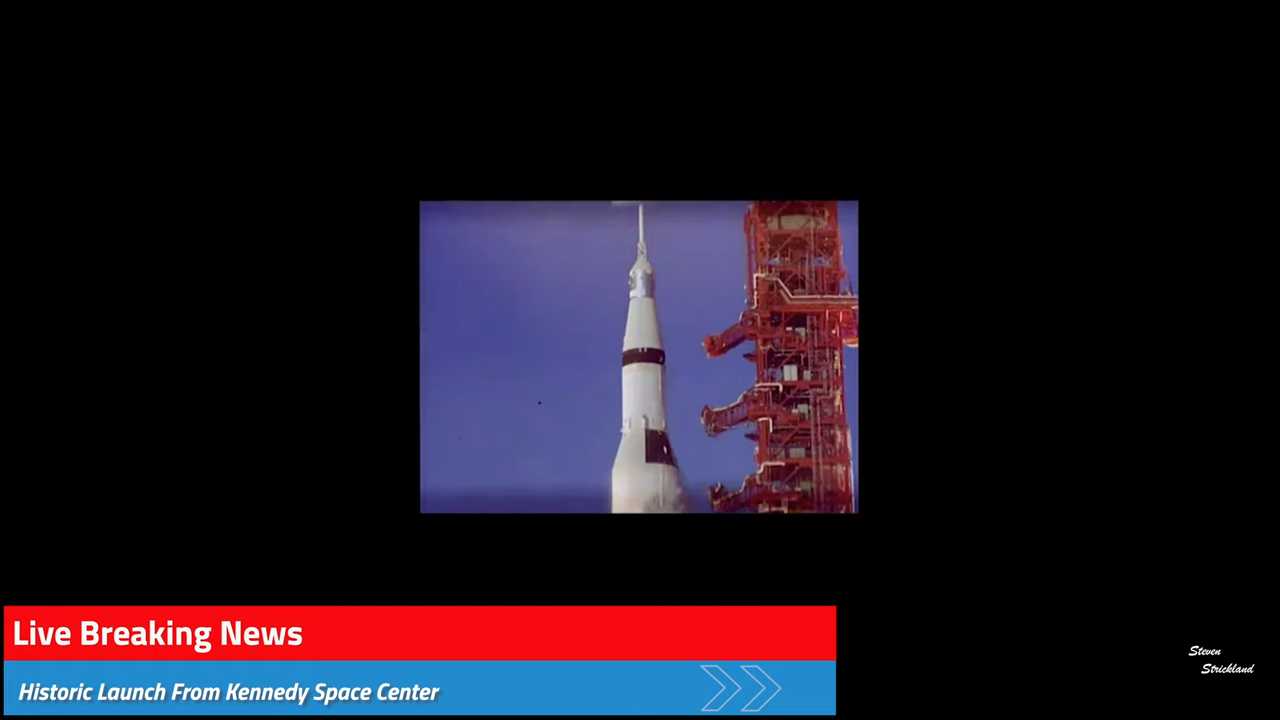 Live Breaking News
Historic Launch From Kennedy Space Center
Steven
Strickland